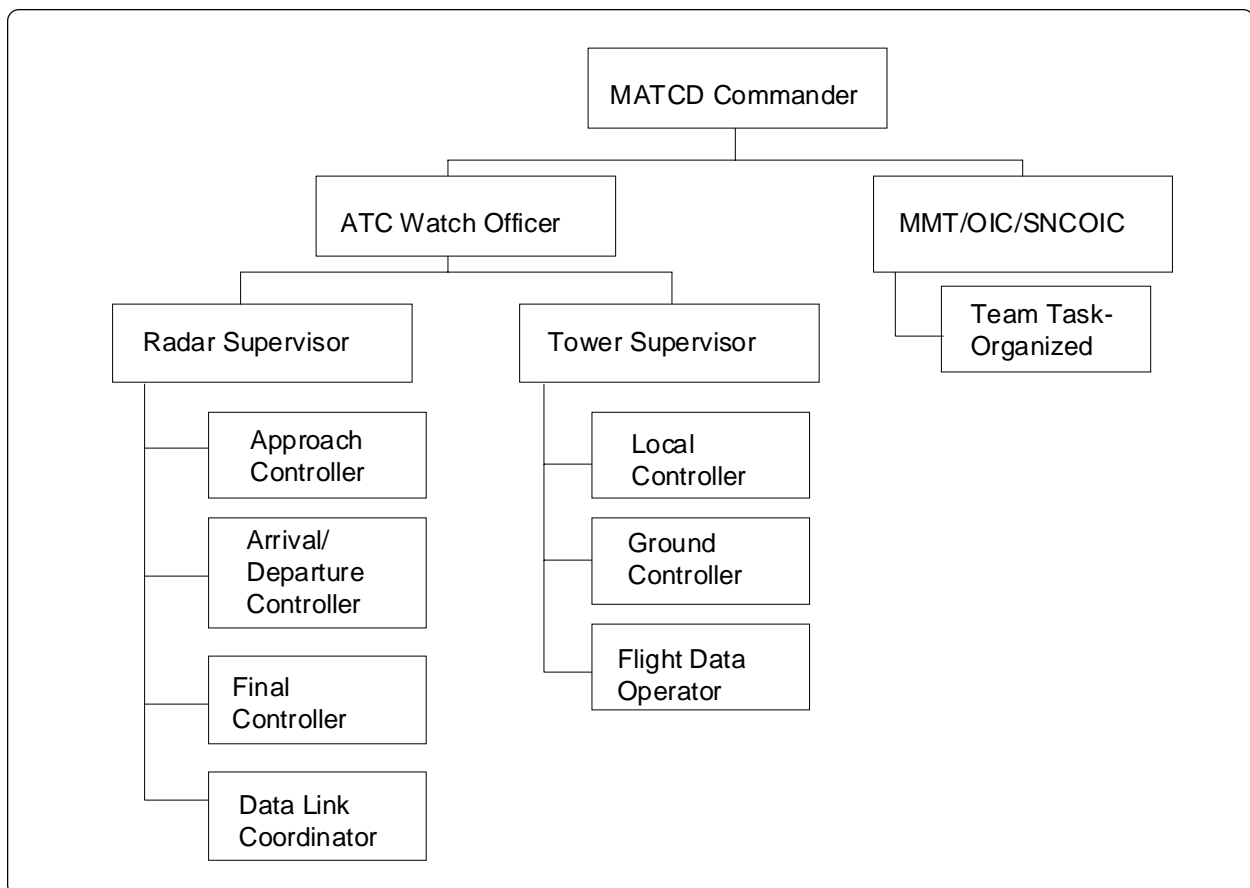 MATCD Commander
ATC Watch Officer
MMT/OIC/SNCOIC
Radar Supervisor
Tower Supervisor
Team Task-
Organized
Approach
Controller
Arrival/
Departure
Controller
Final
Controller
Data Link
Coordinator
Local
Controller
Ground
Controller
Flight Data
Operator